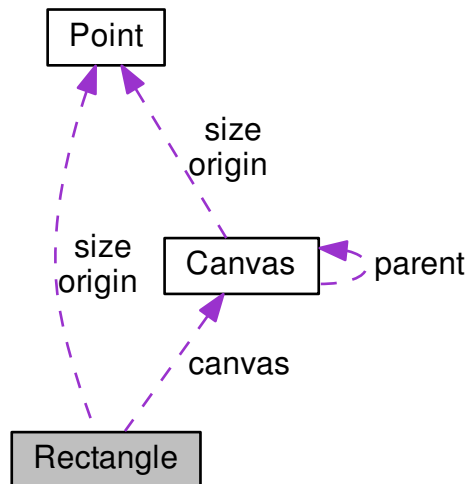 Point
size
origin
Canvas
parent
size
origin
canvas
Rectangle